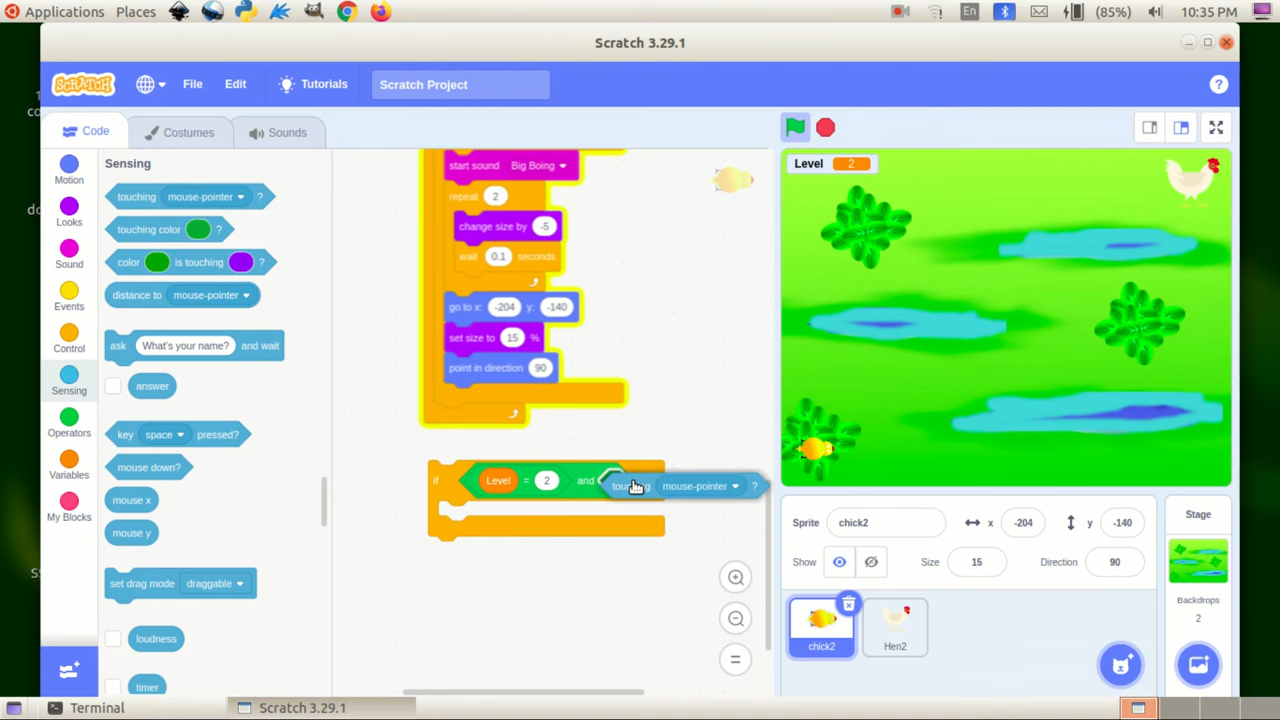 Applications Places (85%) 10:35 PM
En
Scratch 3.29.1
SCRATCH File Edit Tutorials Scratch Project ?
Code Costumes Sounds
Motion
Looks
Sound
Events
Control
Sensing
Operators
Variables
My Blocks
Sensing
touching mouse-pointer ?
touching color ?
color is touching ?
distance to mouse-pointer
ask What's your name? and wait
answer
key space pressed?
mouse down?
mouse x
mouse y
set drag mode draggable
loudness
timer
start sound Big Boing
repeat 2
change size by -5
wait 0.1 seconds
go to x: -204 y: -140
set size to 15 %
point in direction 90
if Level = 2 and touching mouse-pointer ?
Level 2
Sprite chick2 x -204 y -140
Show Size 15 Direction 90
chick2
Hen2
Stage
Backdrops
2
Terminal Scratch 3.29.1